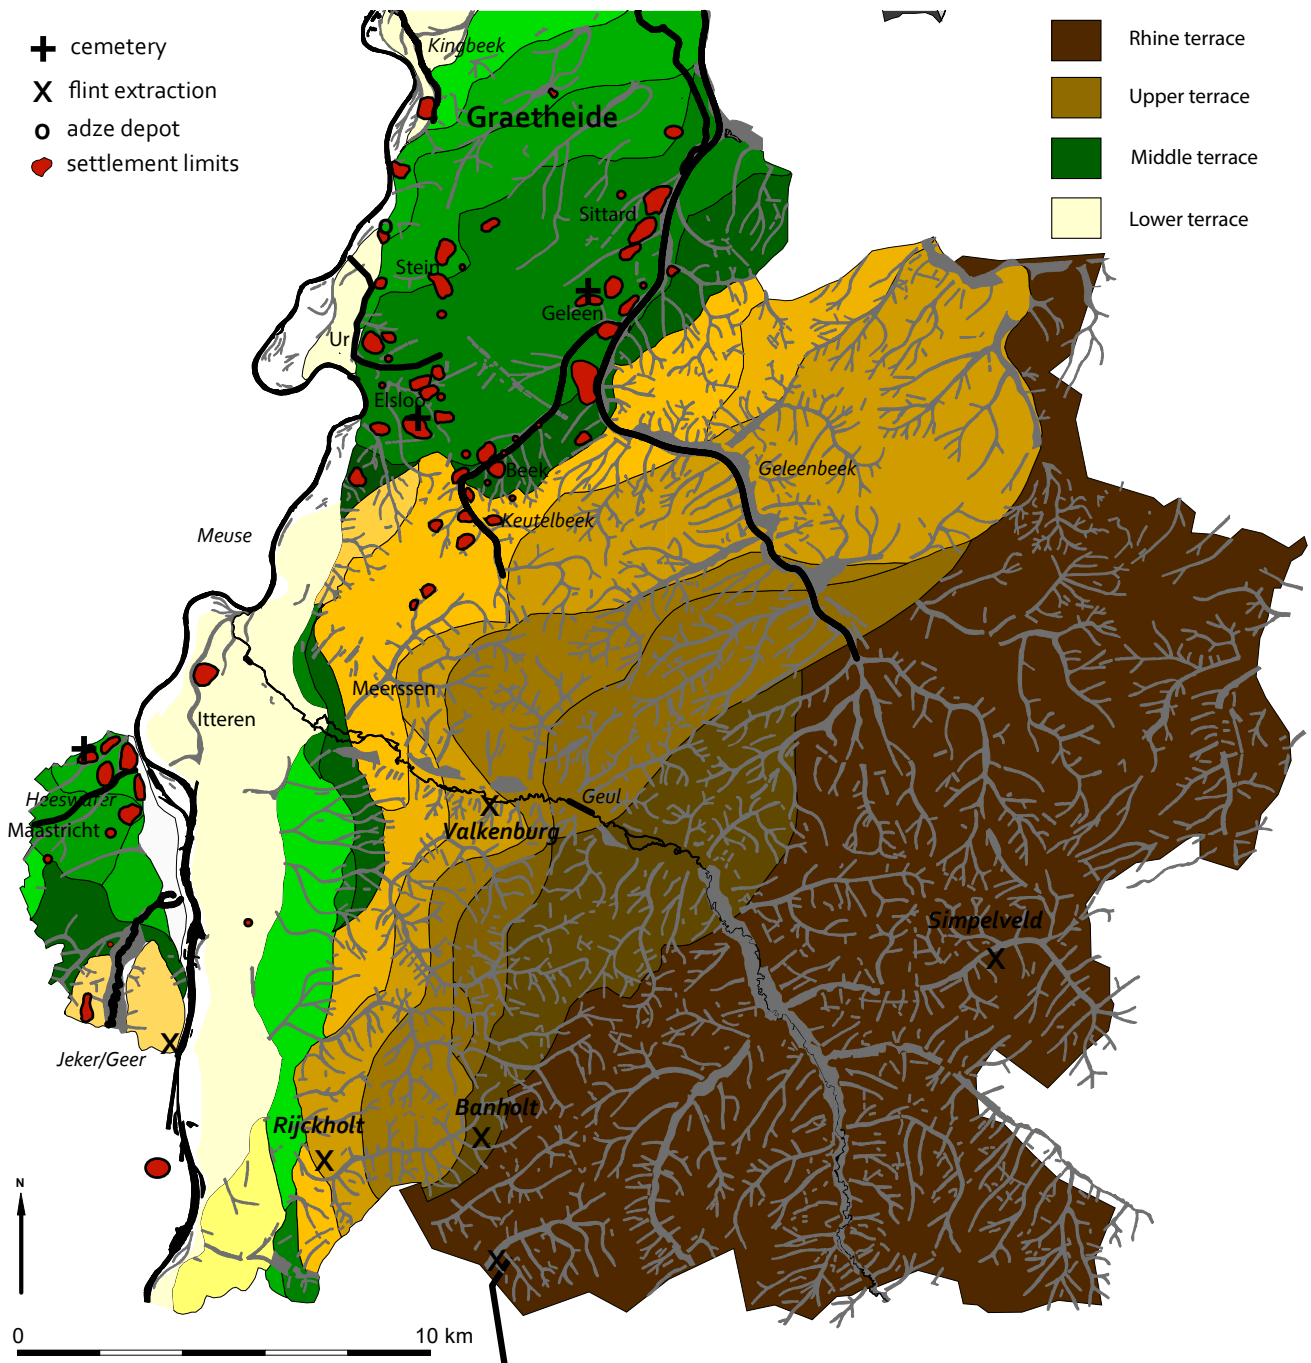 cemetery
flint extraction
o adze depot
settlement limits
Rhine terrace
Upper terrace
Middle terrace
Lower terrace
Kingbeek
Graetheide
Sittard
Stein
Geleen
Ur
Elsloo
Beek
Geleenbeek
Keutelbeek
Meuse
Meerssen
Itteren
Heeswater
Maastricht
Geul
Valkenburg
Simpelveld
Jeker/Geer
Banholt
Rijckholt
N
0 10 km